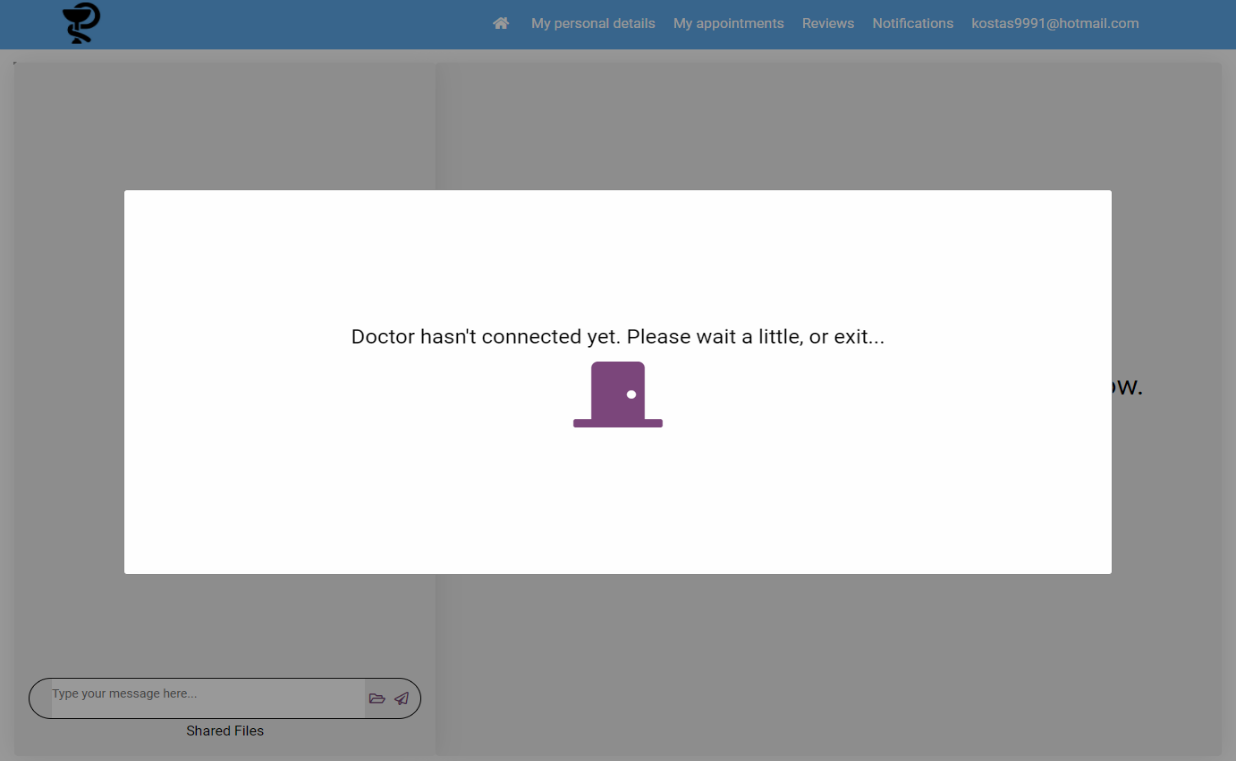 My personal details My appointments Reviews Notifications kostas9991@hotmail.com
Doctor hasn't connected yet. Please wait a little, or exit...
Type your message here...
Shared Files